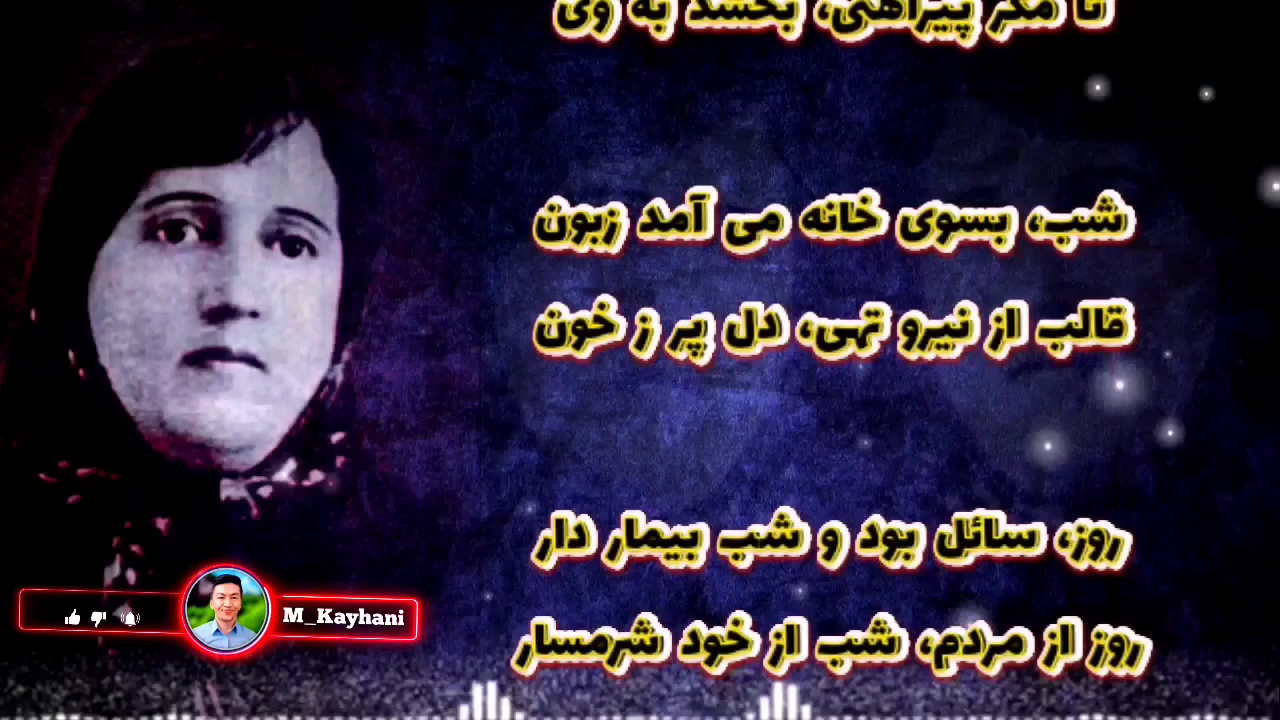 تا مگر پیراهنی، بخشد به وی
شب، بسوی خانه می آمد زبون
قالب از نیرو تهی، دل پر ز خون
روز، سائل بود و شب بیمار دار
روز از مردم، شب از خود شرمسار
M_Kayhani